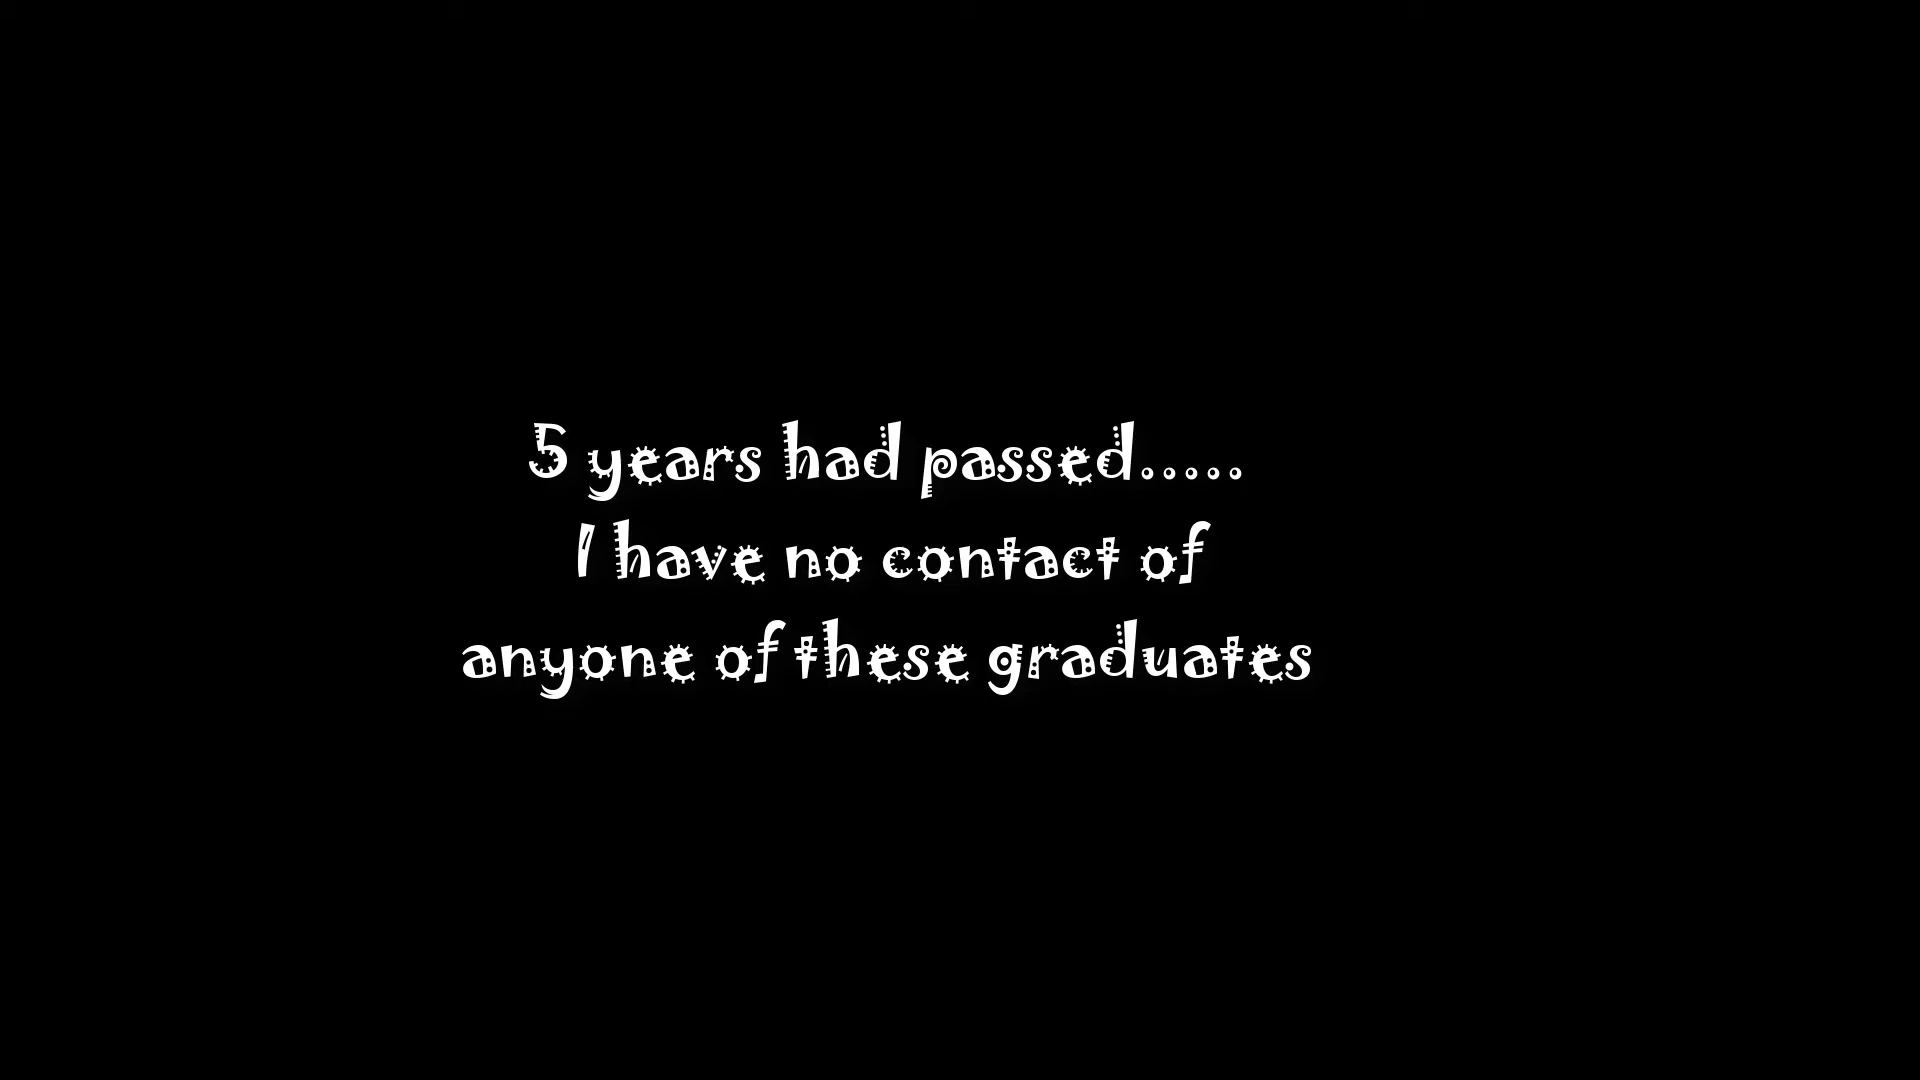 5 years had passed.....
I have no contact of
anyone of these graduates